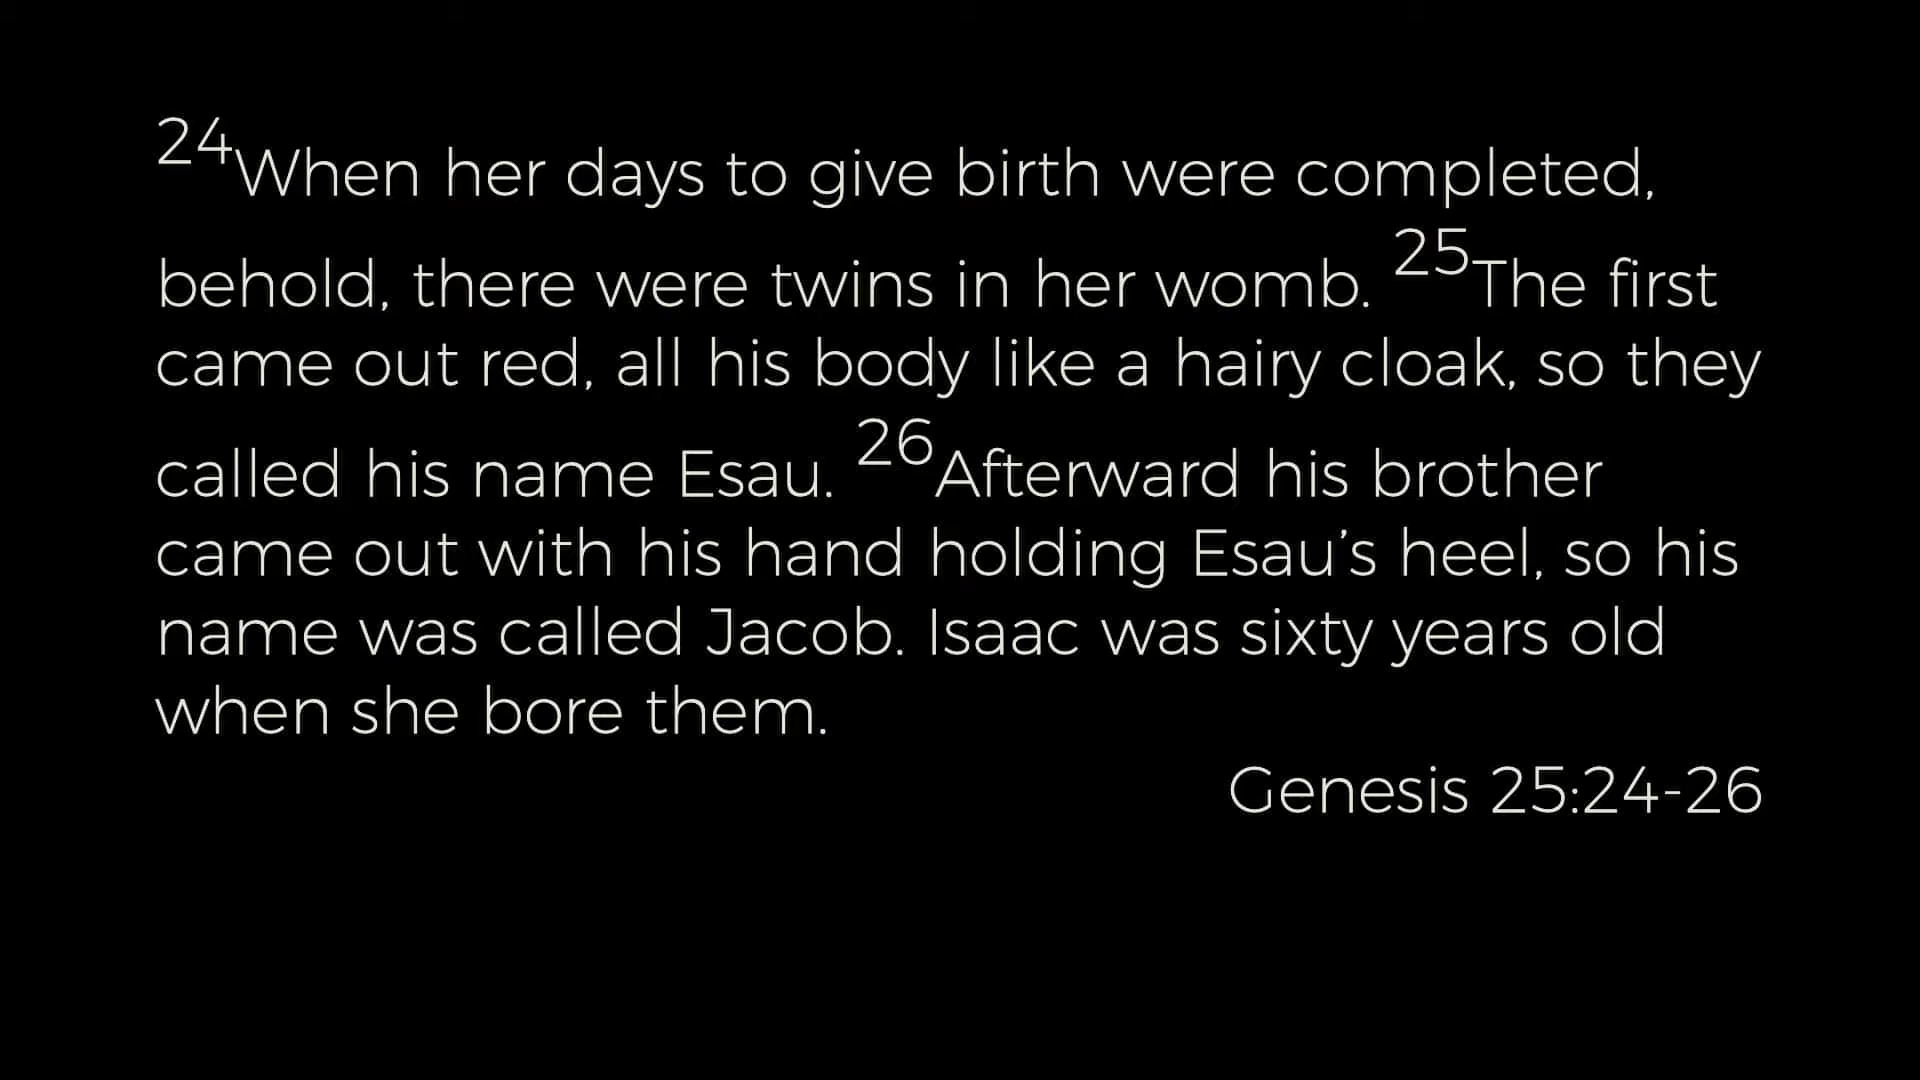 24When her days to give birth were completed,
behold, there were twins in her womb. 25The first
came out red, all his body like a hairy cloak, so they
called his name Esau. 26Afterward his brother
came out with his hand holding Esau’s heel, so his
name was called Jacob. Isaac was sixty years old
when she bore them.
Genesis 25:24-26